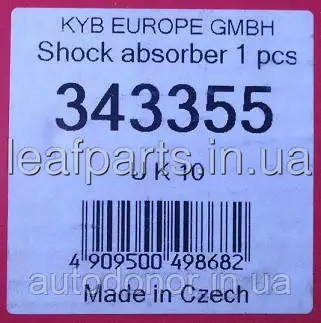 KYB EUROPE GMBH
Shock absorber 1 pcs
343355
leafparts.in.ua
U K 10
4 909500 498682
autodonor.in.ua
Made in Czech